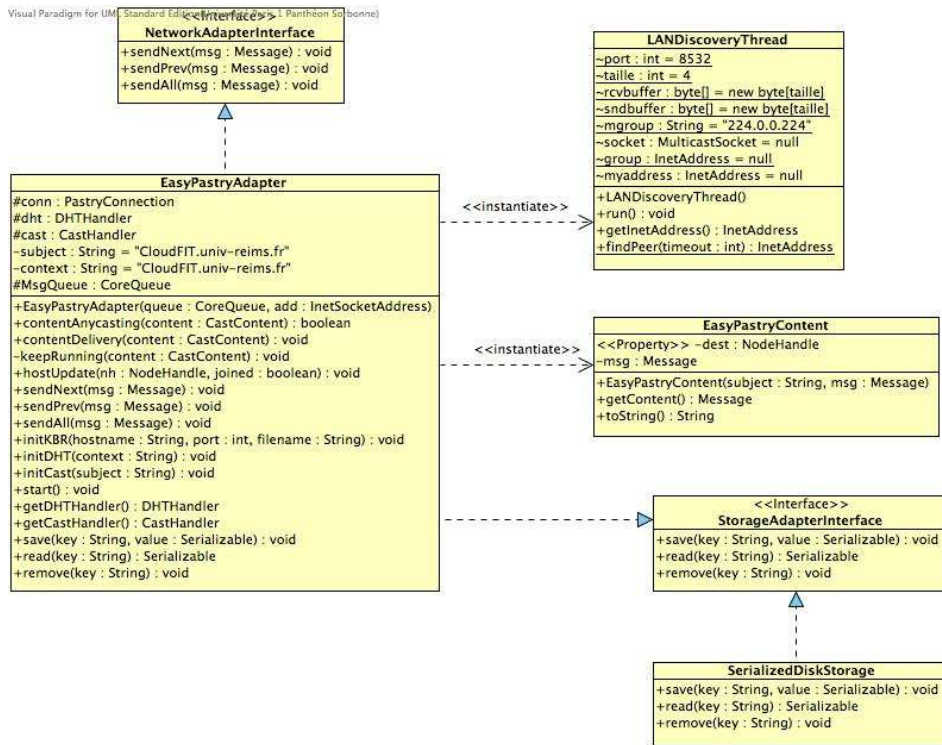 Visual Paradigm for UML Standard Edition(Université Paris 1 Panthéon Sorbonne)
<<Interface>>
NetworkAdapterInterface
+sendNext(msg : Message) : void
+sendPrev(msg : Message) : void
+sendAll(msg : Message) : void
LANDiscoveryThread
~port : int = 8532
~taille : int = 4
~rcvbuffer : byte[] = new byte[taille]
~sndbuffer : byte[] = new byte[taille]
~mgroup : String = "224.0.0.224"
~socket : MulticastSocket = null
~group : InetAddress = null
~myaddress : InetAddress = null
+LANDiscoveryThread()
+run() : void
+getInetAddress() : InetAddress
+findPeer(timeout : int) : InetAddress
EasyPastryAdapter
#conn : PastryConnection
#dht : DHTHandler
#cast : CastHandler
-subject : String = "CloudFIT.univ-reims.fr"
-context : String = "CloudFIT.univ-reims.fr"
#MsgQueue : CoreQueue
+EasyPastryAdapter(queue : CoreQueue, add : InetSocketAddress)
+contentAnycasting(content : CastContent) : boolean
+contentDelivery(content : CastContent) : void
-keepRunning(content : CastContent) : void
+hostUpdate(nh : NodeHandle, joined : boolean) : void
+sendNext(msg : Message) : void
+sendPrev(msg : Message) : void
+sendAll(msg : Message) : void
+initKBR(hostname : String, port : int, filename : String) : void
+initDHT(context : String) : void
+initCast(subject : String) : void
+start() : void
+getDHTHandler() : DHTHandler
+getCastHandler() : CastHandler
+save(key : String, value : Serializable) : void
+read(key : String) : Serializable
+remove(key : String) : void
<<instantiate>>
<<instantiate>>
EasyPastryContent
<<Property>> -dest : NodeHandle
-msg : Message
+EasyPastryContent(subject : String, msg : Message)
+getContent() : Message
+toString() : String
<<Interface>>
StorageAdapterInterface
+save(key : String, value : Serializable) : void
+read(key : String) : Serializable
+remove(key : String) : void
SerializedDiskStorage
+save(key : String, value : Serializable) : void
+read(key : String) : Serializable
+remove(key : String) : void